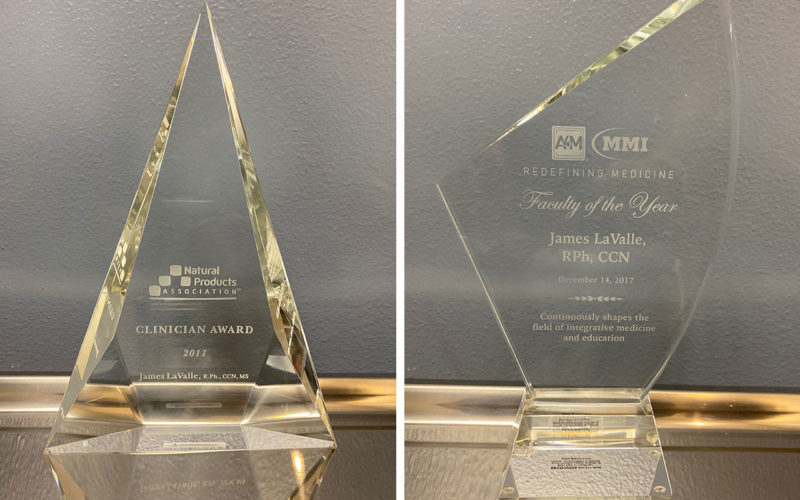 Natural
Products
ASSOCIATION™
CLINICIAN AWARD
2011
James LaValle, R.Ph., CCN, MS
A4M MMI
REDEFINING MEDICINE
Faculty of the Year
James LaValle,
RPh, CCN
December 14, 2017
Continuously shapes the
field of integrative medicine
and education